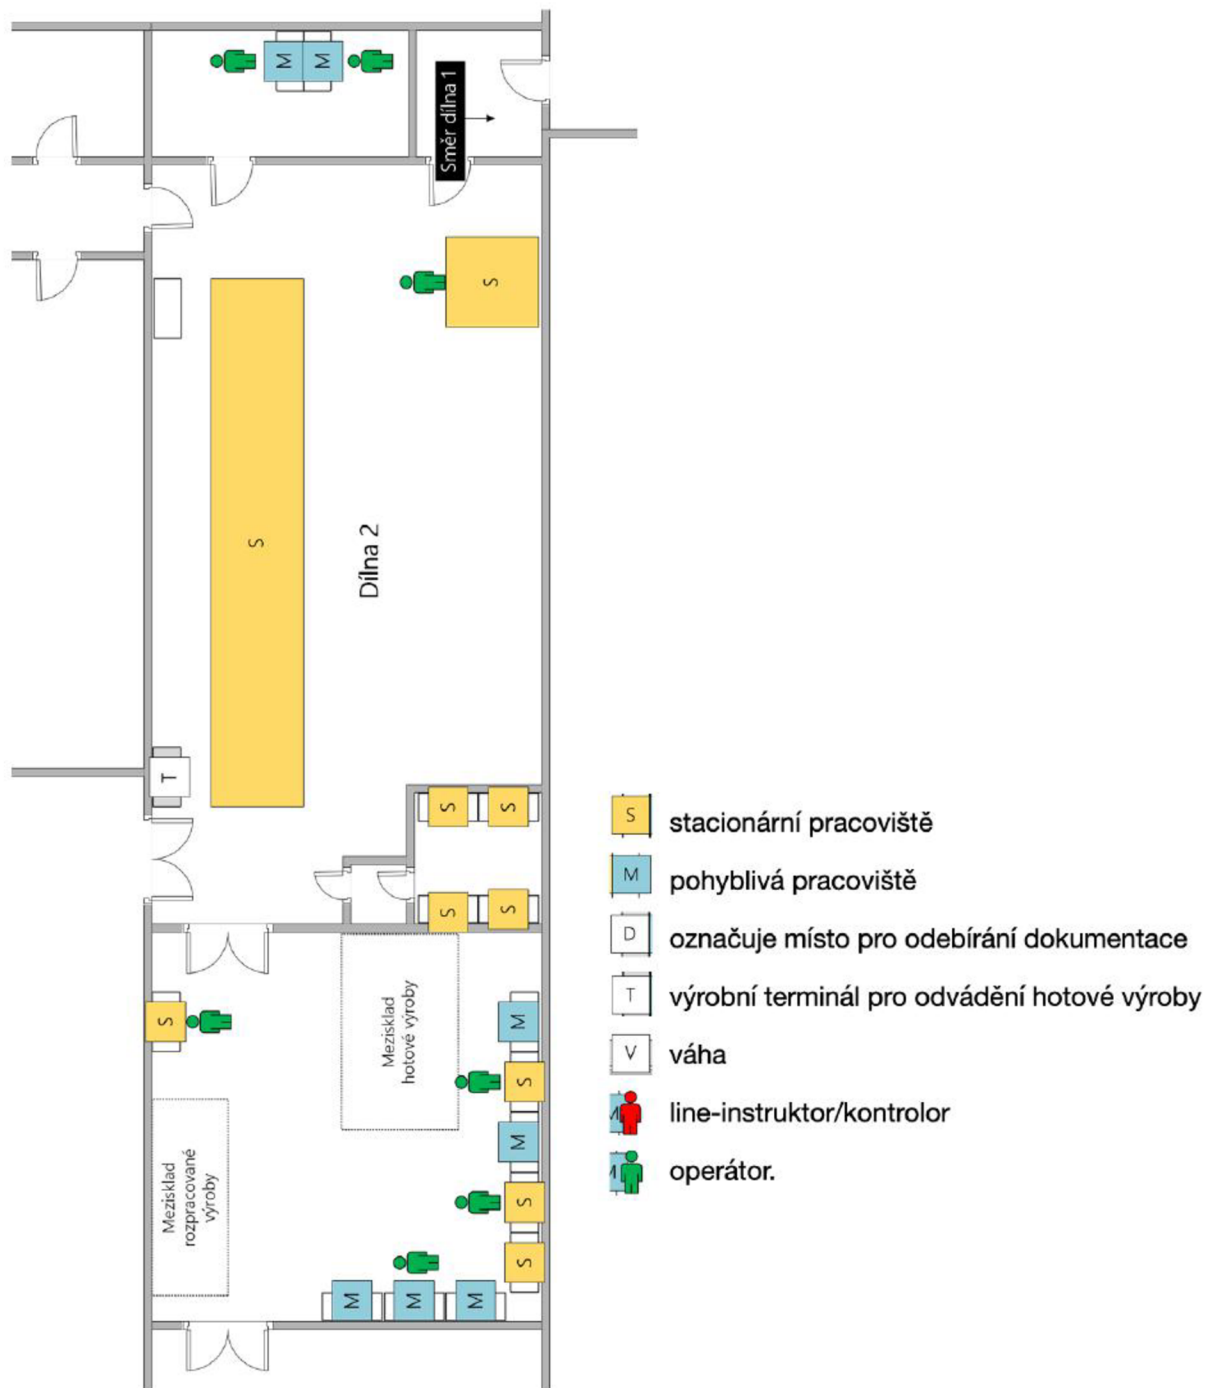 M
M
Směr dílna 1
S
S
Dílna 2
T
S
S
S
S
S
Mezisklad
hotové výroby
M
S
M
S
S
Mezisklad
rozpracované
výroby
M
M
M
S stacionární pracoviště
M pohyblivá pracoviště
D označuje místo pro odebírání dokumentace
T výrobní terminál pro odvádění hotové výroby
V váha
M line-instruktor/kontrolor
M operátor.